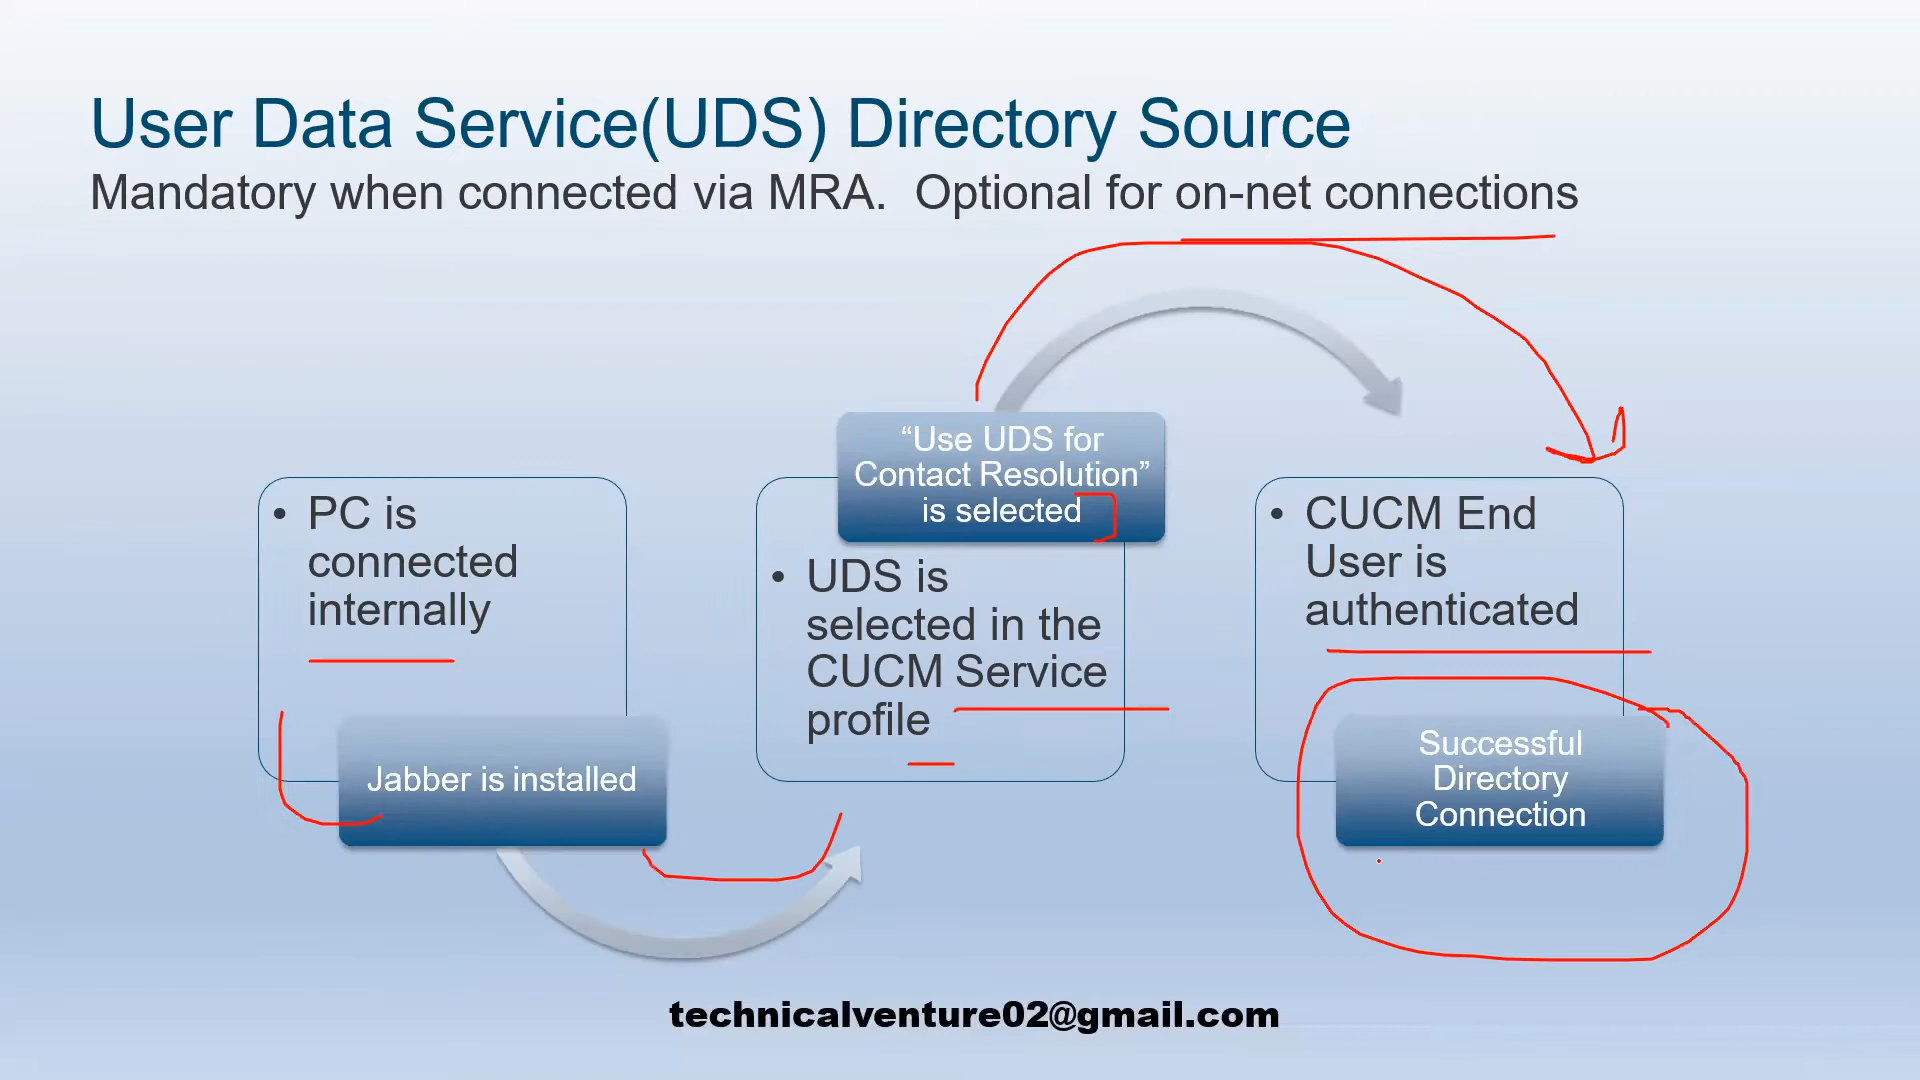 User Data Service(UDS) Directory Source
Mandatory when connected via MRA.  Optional for on-net connections
• PC is
connected
internally
Jabber is installed
“Use UDS for
Contact Resolution”
is selected
• UDS is
selected in the
CUCM Service
profile
• CUCM End
User is
authenticated
Successful
Directory
Connection
technicalventure02@gmail.com